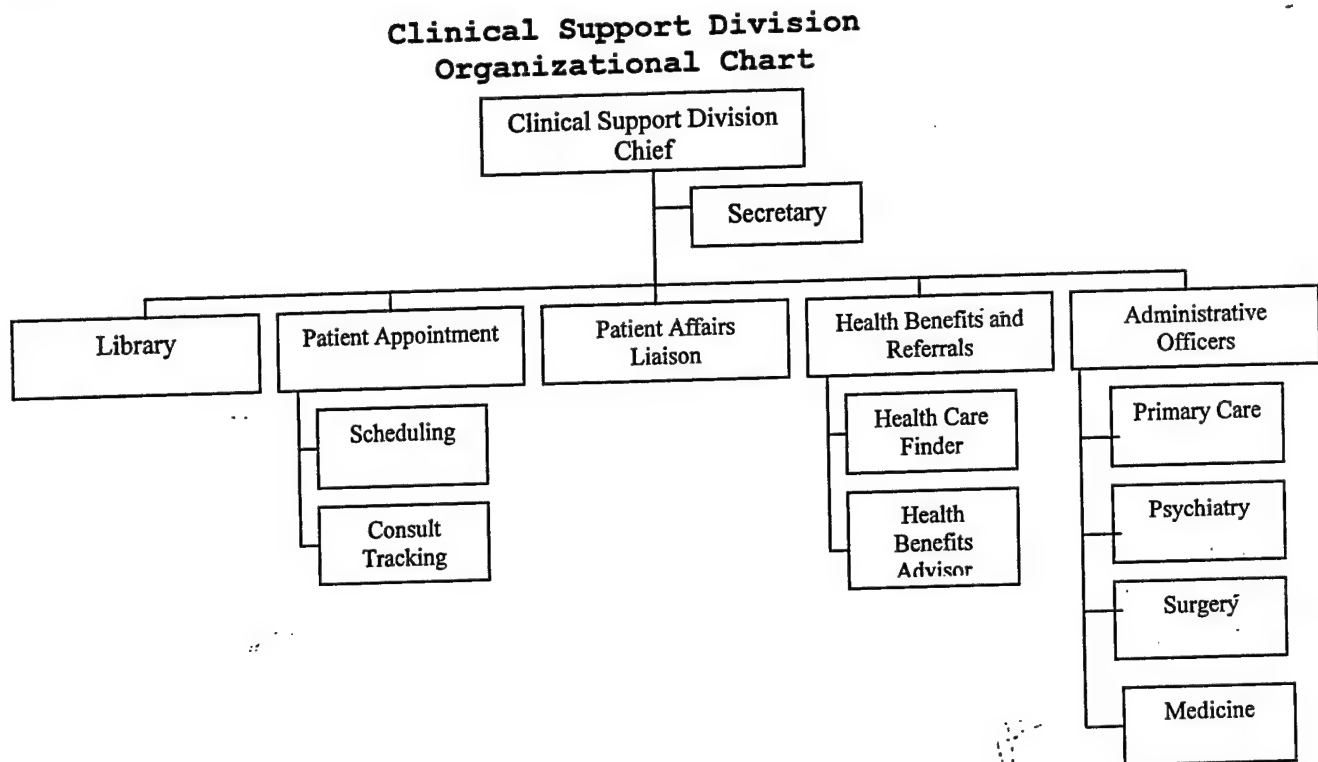 Clinical Support Division
Organizational Chart
Clinical Support Division
Chief
Secretary
Library
Patient Appointment
Patient Affairs
Liaison
Health Benefits and
Referrals
Administrative
Officers
Scheduling
Consult
Tracking
Health Care
Finder
Health
Benefits
Advisor
Primary Care
Psychiatry
Surgery
Medicine